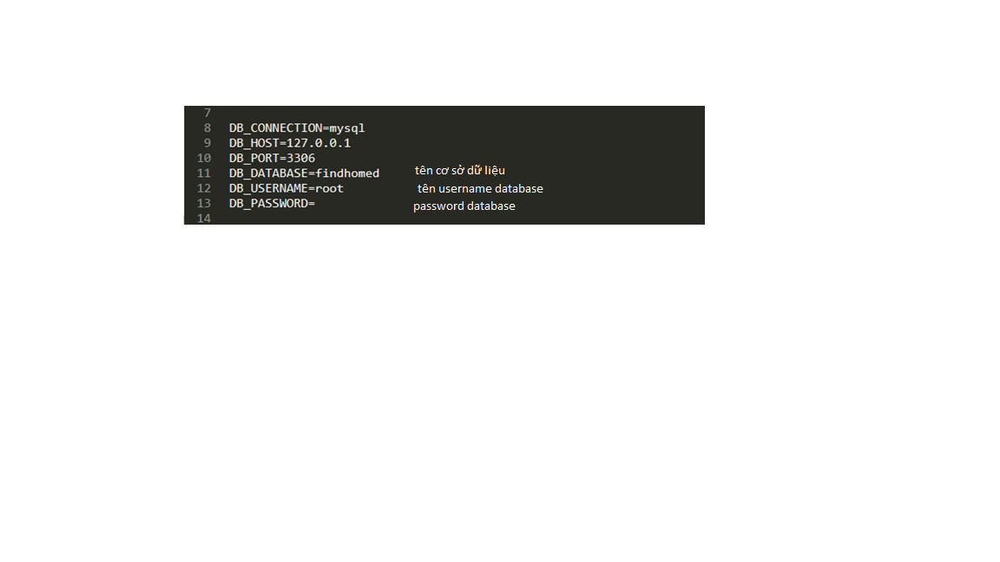 7
8 DB_CONNECTION=mysql
9 DB_HOST=127.0.0.1
10 DB_PORT=3306
11 DB_DATABASE=findhomed tên cơ sở dữ liệu
12 DB_USERNAME=root tên username database
13 DB_PASSWORD= password database
14